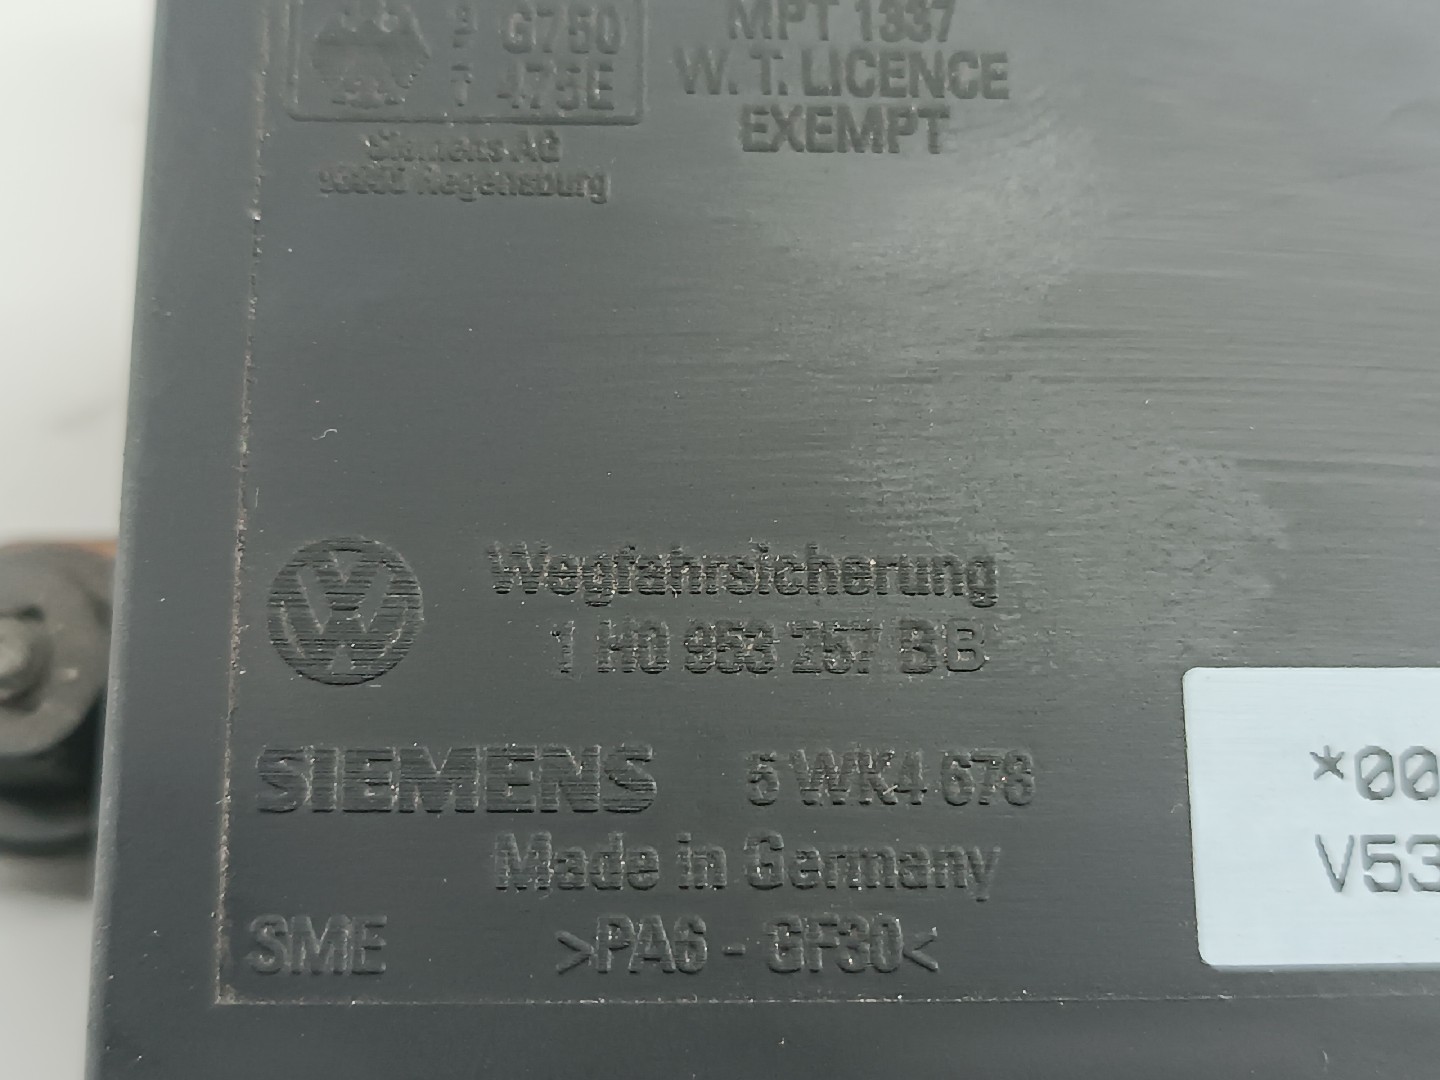 G750
475E
Siemens AG
Regensburg
MPT 1337
W. T. LICENCE
EXEMPT
Wegfahrsicherung
1 H0 953 257 BB
SIEMENS 5 WK4 678
Made in Germany
SME >PA6 - GF30<
*00
V53